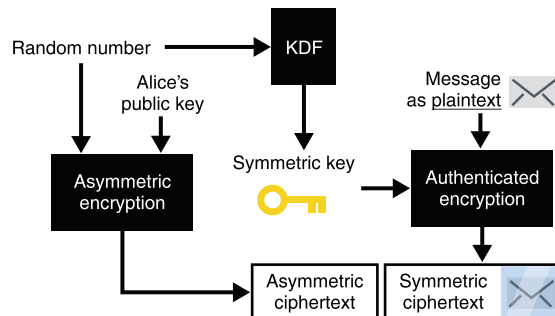 Random number
KDF
Alice's
public key
Message
as plaintext
Asymmetric
encryption
Symmetric key
Authenticated
encryption
Asymmetric
ciphertext
Symmetric
ciphertext